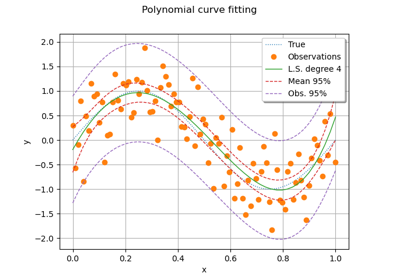 Polynomial curve fitting
True
Observations
L.S. degree 4
Mean 95%
Obs. 95%
y
2.0
1.5
1.0
0.5
0.0
−0.5
−1.0
−1.5
−2.0
0.0 0.2 0.4 0.6 0.8 1.0
x